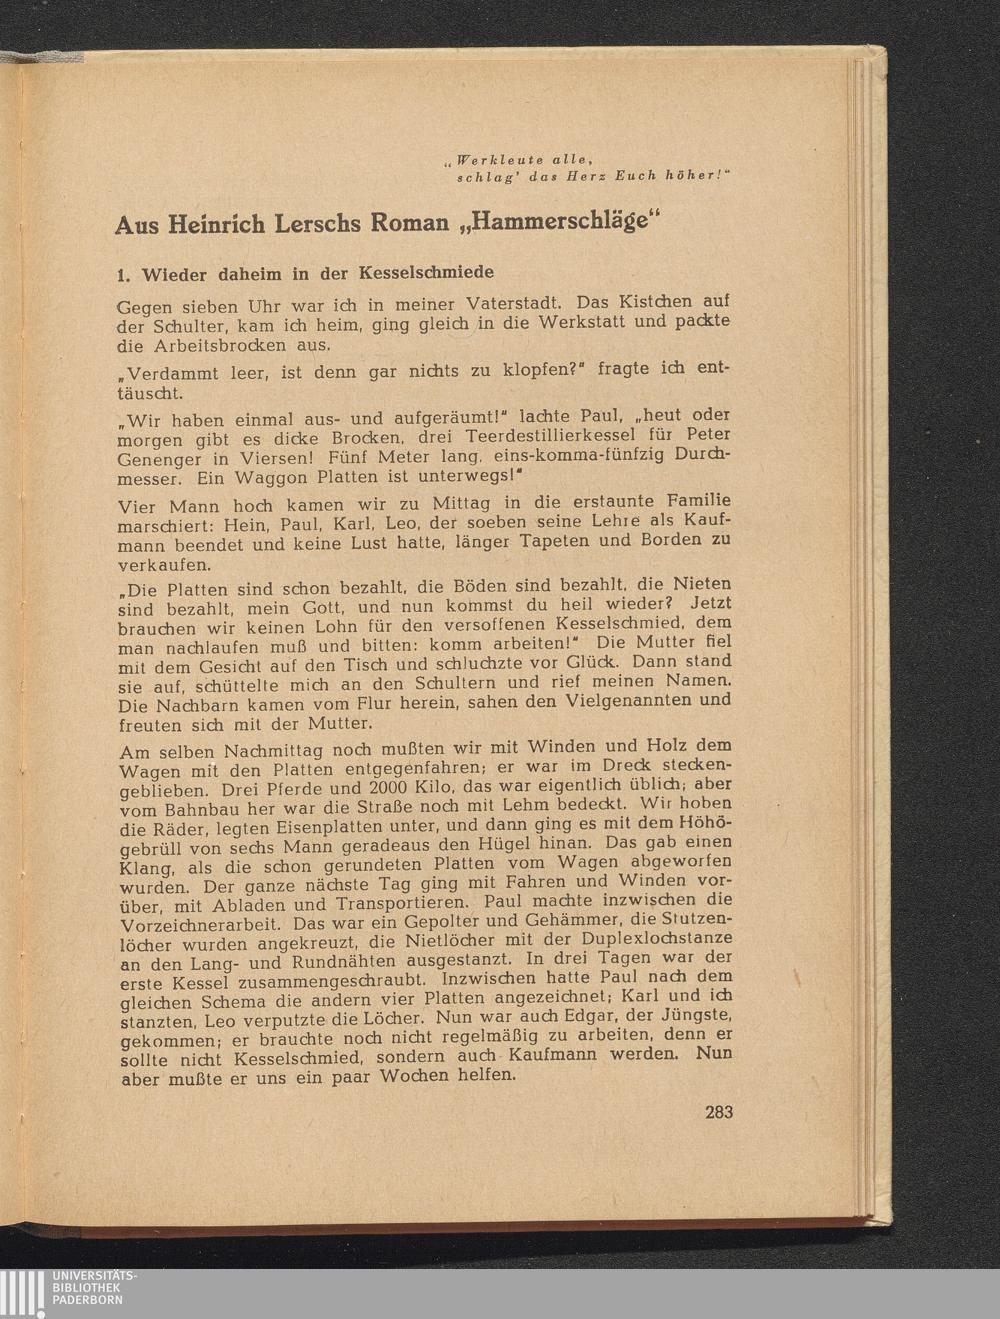 „Werkleute alle,
schlag' das Herz Euch höher!"
Aus Heinrich Lerschs Roman „Hammerschläge“
1. Wieder daheim in der Kesselschmiede
Gegen sieben Uhr war ich in meiner Vaterstadt. Das Kistchen auf
der Schulter, kam ich heim, ging gleich in die Werkstatt und packte
die Arbeitsbrocken aus.
„Verdammt leer, ist denn gar nichts zu klopfen?" fragte ich ent-
täuscht.
„Wir haben einmal aus- und aufgeräumt!" lachte Paul, „heut oder
morgen gibt es dicke Brocken, drei Teerdestillierkessel für Peter
Genenger in Viersen! Fünf Meter lang, eins-komma-fünfzig Durch-
messer. Ein Waggon Platten ist unterwegs!"
Vier Mann hoch kamen wir zu Mittag in die erstaunte Familie
marschiert: Hein, Paul, Karl, Leo, der soeben seine Lehre als Kauf-
mann beendet und keine Lust hatte, länger Tapeten und Borden zu
verkaufen.
„Die Platten sind schon bezahlt, die Böden sind bezahlt, die Nieten
sind bezahlt, mein Gott, und nun kommst du heil wieder? Jetzt
brauchen wir keinen Lohn für den versoffenen Kesselschmied, dem
man nachlaufen muß und bitten: komm arbeiten!" Die Mutter fiel
mit dem Gesicht auf den Tisch und schluchzte vor Glück. Dann stand
sie auf, schüttelte mich an den Schultern und rief meinen Namen.
Die Nachbarn kamen vom Flur herein, sahen den Vielgenannten und
freuten sich mit der Mutter.
Am selben Nachmittag noch mußten wir mit Winden und Holz dem
Wagen mit den Platten entgegenfahren; er war im Dreck stecken-
geblieben. Drei Pferde und 2000 Kilo, das war eigentlich üblich; aber
vom Bahnbau her war die Straße noch mit Lehm bedeckt. Wir hoben
die Räder, legten Eisenplatten unter, und dann ging es mit dem Höhö-
gebrüll von sechs Mann geradeaus den Hügel hinan. Das gab einen
Klang, als die schon gerundeten Platten vom Wagen abgeworfen
wurden. Der ganze nächste Tag ging mit Fahren und Winden vor-
über, mit Abladen und Transportieren. Paul machte inzwischen die
Vorzeichnerarbeit. Das war ein Gepolter und Gehämmer, die Stutzen-
löcher wurden angekreuzt, die Nietlöcher mit der Duplexlochstanze
an den Lang- und Rundnähten ausgestanzt. In drei Tagen war der
erste Kessel zusammengeschraubt. Inzwischen hatte Paul nach dem
gleichen Schema die andern vier Platten angezeichnet; Karl und ich
stanzten, Leo verputzte die Löcher. Nun war auch Edgar, der Jüngste,
gekommen; er brauchte noch nicht regelmäßig zu arbeiten, denn er
sollte nicht Kesselschmied, sondern auch Kaufmann werden. Nun
aber mußte er uns ein paar Wochen helfen.
283
UNIVERSITÄTS-
BIBLIOTHEK
PADERBORN